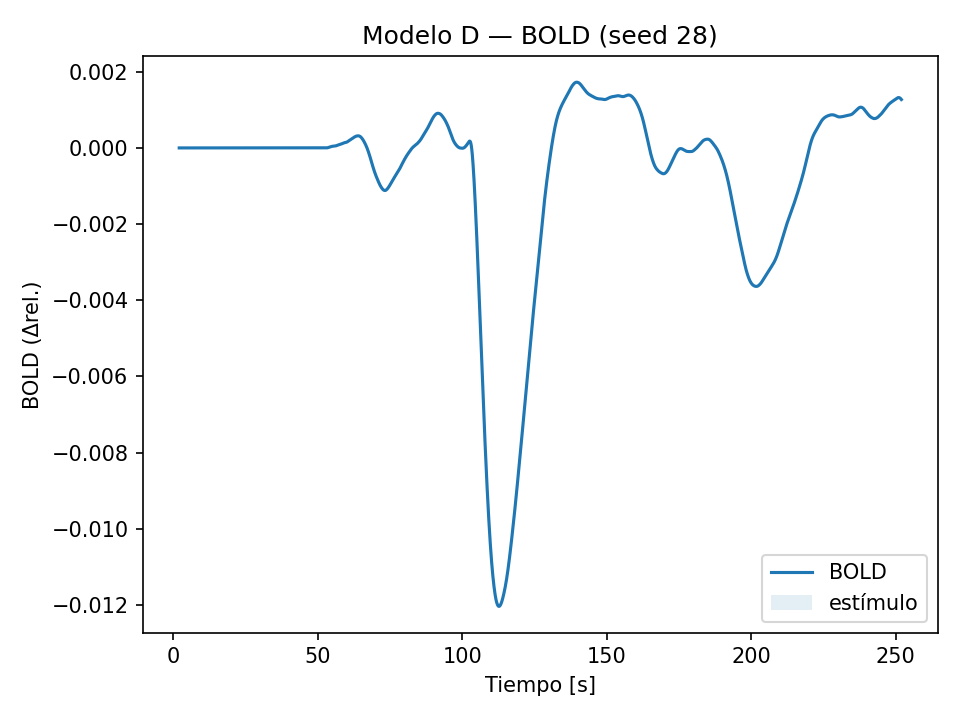 Modelo D — BOLD (seed 28)
0.002
0.000
−0.002
−0.004
−0.006
−0.008
−0.010
−0.012
BOLD (Δrel.)
BOLD
estímulo
0 50 100 150 200 250
Tiempo [s]